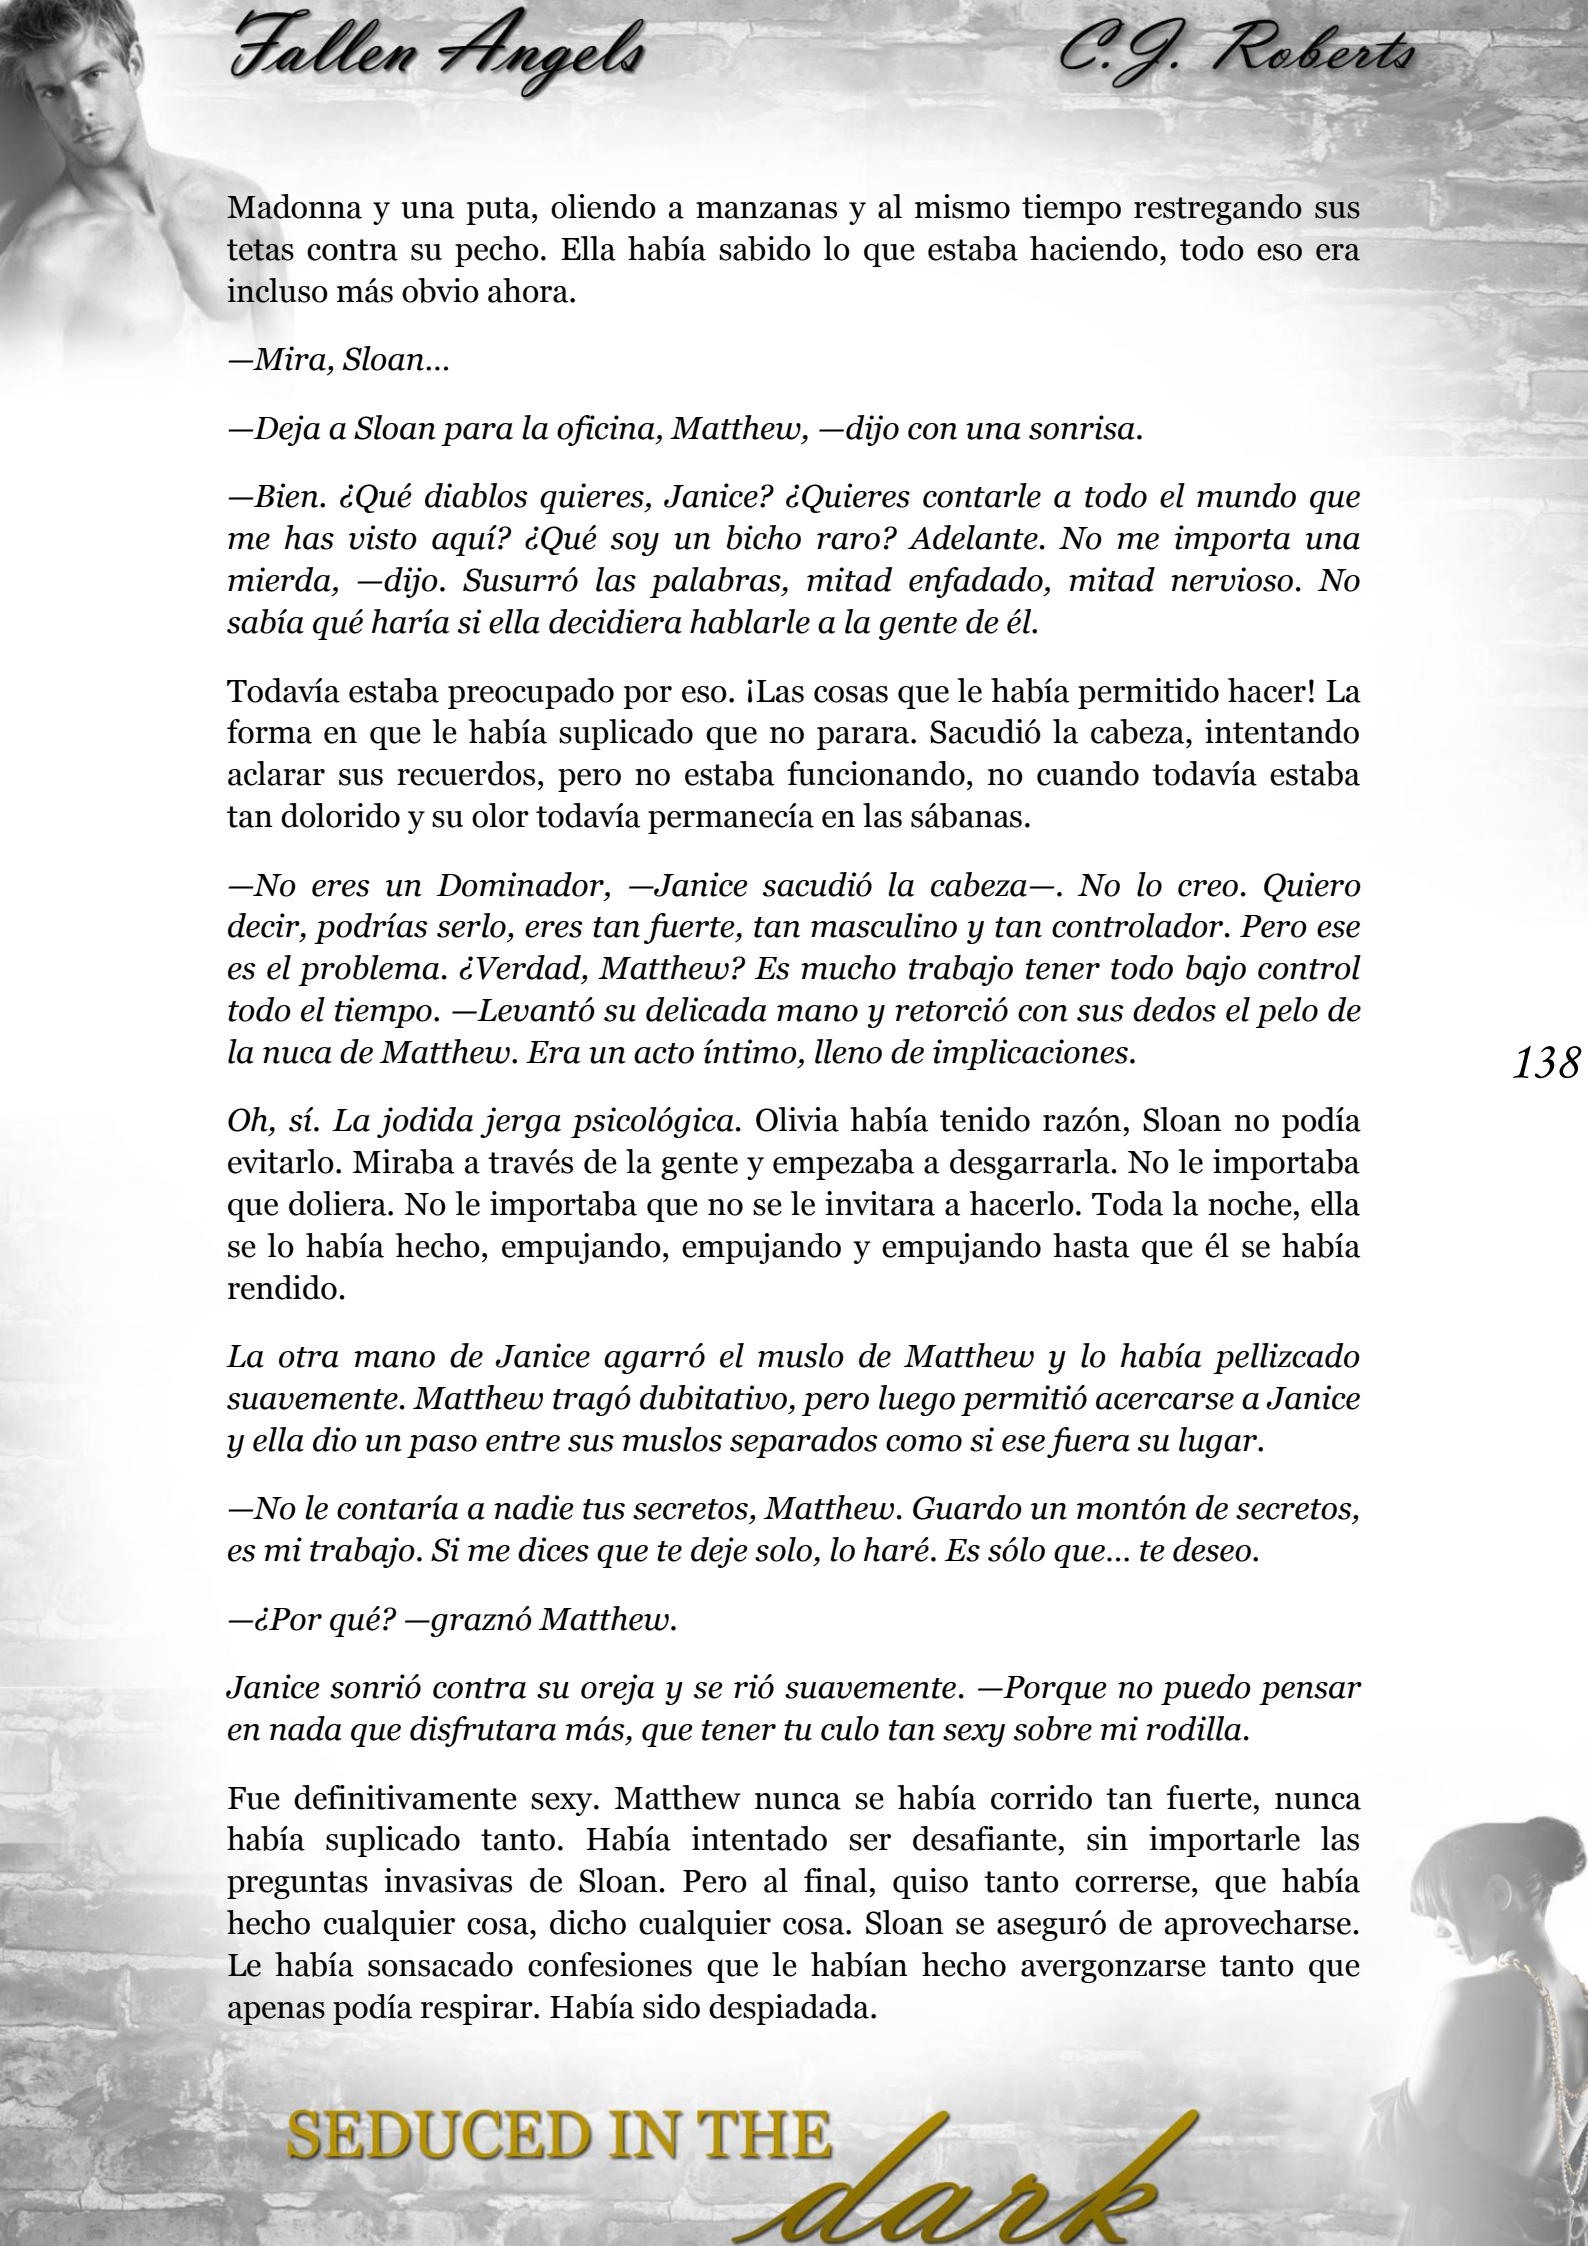 Fallen Angels
C.J. Roberts
Madonna y una puta, oliendo a manzanas y al mismo tiempo restregando sus
tetas contra su pecho. Ella había sabido lo que estaba haciendo, todo eso era
incluso más obvio ahora.
—Mira, Sloan...
—Deja a Sloan para la oficina, Matthew, —dijo con una sonrisa.
—Bien. ¿Qué diablos quieres, Janice? ¿Quieres contarle a todo el mundo que
me has visto aquí? ¿Qué soy un bicho raro? Adelante. No me importa una
mierda, —dijo. Susurró las palabras, mitad enfadado, mitad nervioso. No
sabía qué haría si ella decidiera hablarle a la gente de él.
Todavía estaba preocupado por eso. ¡Las cosas que le había permitido hacer! La
forma en que le había suplicado que no parara. Sacudió la cabeza, intentando
aclarar sus recuerdos, pero no estaba funcionando, no cuando todavía estaba
tan dolorido y su olor todavía permanecía en las sábanas.
—No eres un Dominador, —Janice sacudió la cabeza—. No lo creo. Quiero
decir, podrías serlo, eres tan fuerte, tan masculino y tan controlador. Pero ese
es el problema. ¿Verdad, Matthew? Es mucho trabajo tener todo bajo control
todo el tiempo. —Levantó su delicada mano y retorció con sus dedos el pelo de
la nuca de Matthew. Era un acto íntimo, lleno de implicaciones.
138
Oh, sí. La jodida jerga psicológica. Olivia había tenido razón, Sloan no podía
evitarlo. Miraba a través de la gente y empezaba a desgarrarla. No le importaba
que doliera. No le importaba que no se le invitara a hacerlo. Toda la noche, ella
se lo había hecho, empujando, empujando y empujando hasta que él se había
rendido.
La otra mano de Janice agarró el muslo de Matthew y lo había pellizcado
suavemente. Matthew tragó dubitativo, pero luego permitió acercarse a Janice
y ella dio un paso entre sus muslos separados como si ese fuera su lugar.
—No le contaría a nadie tus secretos, Matthew. Guardo un montón de secretos,
es mi trabajo. Si me dices que te deje solo, lo haré. Es sólo que... te deseo.
—¿Por qué? —graznó Matthew.
Janice sonrió contra su oreja y se rió suavemente. —Porque no puedo pensar
en nada que disfrutara más, que tener tu culo tan sexy sobre mi rodilla.
Fue definitivamente sexy. Matthew nunca se había corrido tan fuerte, nunca
había suplicado tanto. Había intentado ser desafiante, sin importarle las
preguntas invasivas de Sloan. Pero al final, quiso tanto correrse, que había
hecho cualquier cosa, dicho cualquier cosa. Sloan se aseguró de aprovecharse.
Le había sonsacado confesiones que le habían hecho avergonzarse tanto que
apenas podía respirar. Había sido despiadada.
SEDUCED IN THE
dark